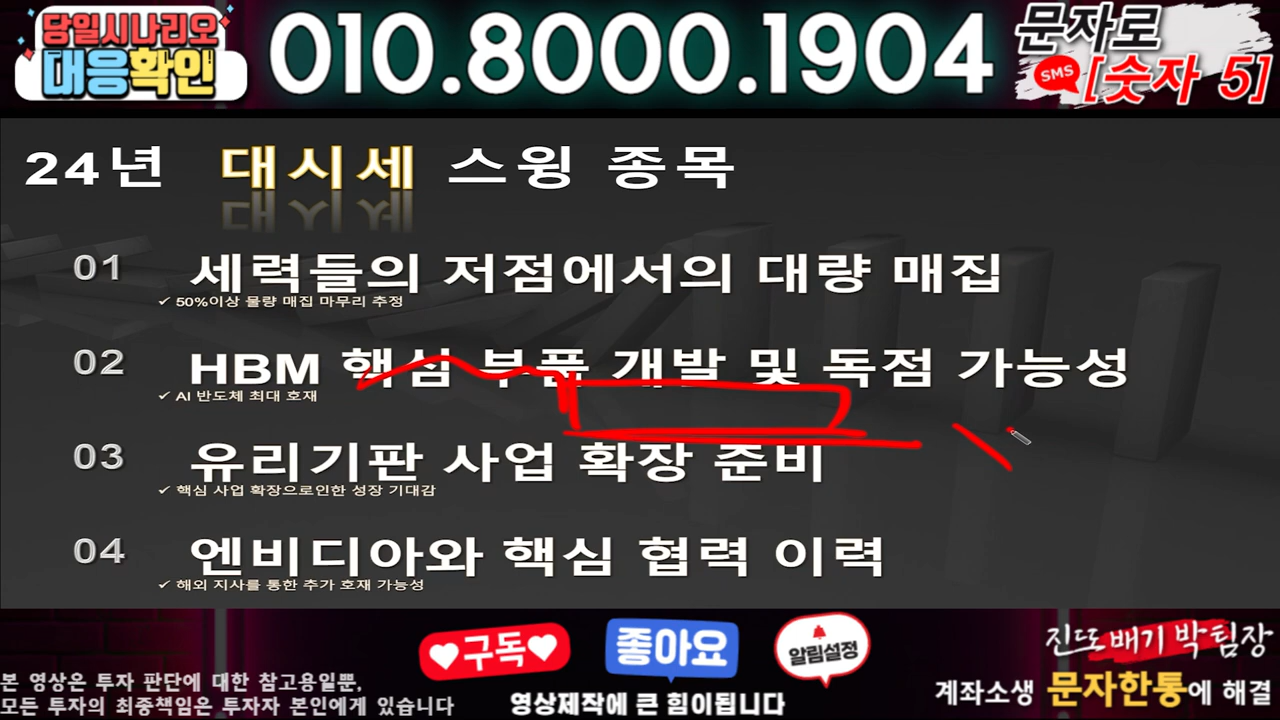 당일시나리오
대응확인
010.8000.1904
문자로
SMS
[숫자 5]
24년 대시세 스윙 종목
01 세력들의 저점에서의 대량 매집
✓ 50%이상 물량 매집 마무리 추정
02 HBM 핵심 부품 개발 및 독점 가능성
✓ AI 반도체 최대 호재
03 유리기판 사업 확장 준비
✓ 핵심 사업 확장으로인한 성장 기대감
04 엔비디아와 핵심 협력 이력
✓ 해외 지사를 통한 추가 호재 가능성
구독
좋아요
알림설정
영상제작에 큰 힘이됩니다
본 영상은 투자 판단에 대한 참고용일뿐,
모든 투자의 최종책임은 투자자 본인에게 있습니다
진또배기 박팀장
계좌소생 문자한통에 해결